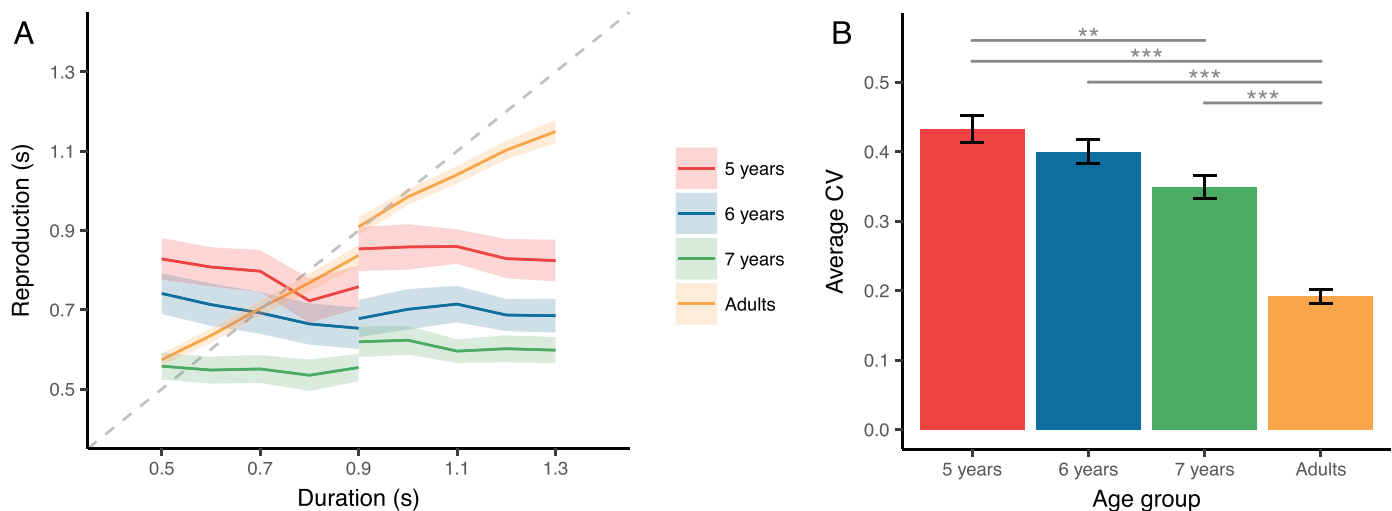 A
Reproduction (s)
1.3
1.1
0.9
0.7
0.5
0.5 0.7 0.9 1.1 1.3
Duration (s)
5 years
6 years
7 years
Adults
B
Average CV
0.5
0.4
0.3
0.2
0.1
0.0
**
***
***
***
5 years 6 years 7 years Adults
Age group